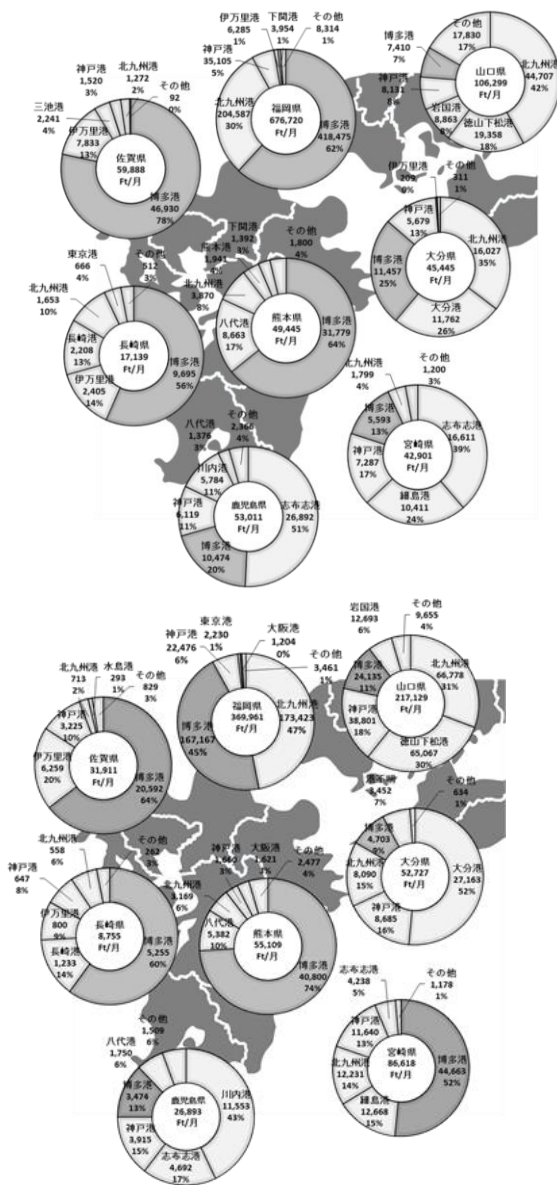 伊万里港
6,285
1%
下関港
3,954
1%
その他
8,314
1%
神戸港
35,105
5%
北九州港
204,587
30%
福岡県
676,720
Ft/月
博多港
418,475
62%
その他
17,830
17%
博多港
7,410
7%
神戸港
8,131
8%
岩国港
8,863
8%
徳山下松港
19,358
18%
北九州港
44,707
42%
山口県
106,299
Ft/月
北九州港
1,272
2%
神戸港
1,520
3%
その他
92
0%
三池港
2,241
4%
伊万里港
7,833
13%
佐賀県
59,888
Ft/月
博多港
46,930
78%
伊万里港
209
0%
その他
311
1%
神戸港
5,679
13%
北九州港
16,027
35%
博多港
11,457
25%
大分県
45,445
Ft/月
大分港
11,762
26%
下関港
1,392
3%
熊本港
1,941
4%
その他
1,800
4%
北九州港
3,870
8%
八代港
8,663
17%
熊本県
49,445
Ft/月
博多港
31,779
64%
東京港
666
4%
その他
512
3%
北九州港
1,653
10%
長崎港
2,208
13%
伊万里港
2,405
14%
長崎県
17,139
Ft/月
博多港
9,695
56%
北九州港
1,799
4%
その他
1,200
3%
博多港
5,593
13%
神戸港
7,287
17%
宮崎県
42,901
Ft/月
志布志港
16,611
39%
細島港
10,411
24%
八代港
1,376
3%
その他
2,366
4%
川内港
5,784
11%
神戸港
6,119
11%
鹿児島県
53,011
Ft/月
志布志港
26,892
51%
博多港
10,474
20%
東京港
2,230
1%
大阪港
1,204
0%
神戸港
22,476
6%
その他
3,461
1%
福岡県
369,961
Ft/月
北九州港
173,423
47%
博多港
167,167
45%
岩国港
12,693
6%
その他
9,655
4%
博多港
24,135
11%
神戸港
38,801
18%
山口県
217,129
Ft/月
北九州港
66,778
31%
徳山下松港
65,067
30%
北九州港
713
2%
水島港
293
1%
その他
829
3%
神戸港
3,225
10%
伊万里港
6,259
20%
佐賀県
31,911
Ft/月
博多港
20,592
64%
3,452
7%
その他
634
1%
博多港
4,703
9%
北九州港
8,090
15%
神戸港
8,685
16%
大分県
52,727
Ft/月
大分港
27,163
52%
北九州港
558
6%
その他
262
3%
神戸港
647
8%
伊万里港
800
9%
長崎港
1,233
14%
長崎県
8,755
Ft/月
博多港
5,255
60%
神戸港
1,660
3%
大阪港
1,621
3%
その他
2,477
4%
北九州港
3,169
6%
八代港
5,382
10%
熊本県
55,109
Ft/月
博多港
40,800
74%
志布志港
4,238
5%
その他
1,178
1%
神戸港
11,640
13%
北九州港
12,231
14%
細島港
12,668
15%
宮崎県
86,618
Ft/月
博多港
44,663
52%
その他
1,509
6%
八代港
1,750
6%
博多港
3,474
13%
神戸港
3,915
15%
志布志港
4,692
17%
鹿児島県
26,893
Ft/月
川内港
11,553
43%